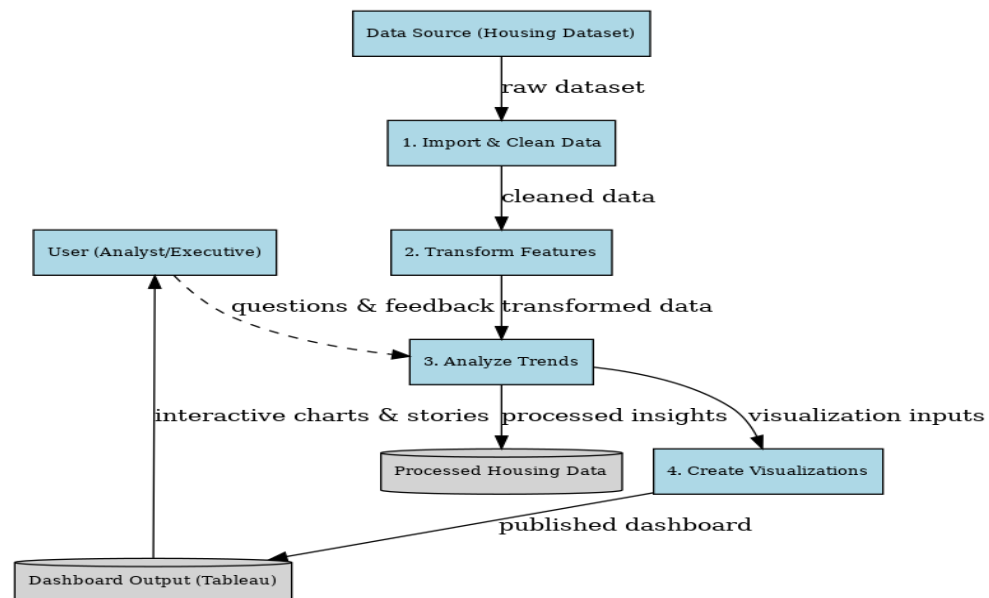 Data Source (Housing Dataset)
raw dataset
1. Import & Clean Data
cleaned data
User (Analyst/Executive)
2. Transform Features
questions & feedback
transformed data
3. Analyze Trends
interactive charts & stories
processed insights
visualization inputs
Processed Housing Data
4. Create Visualizations
published dashboard
Dashboard Output (Tableau)